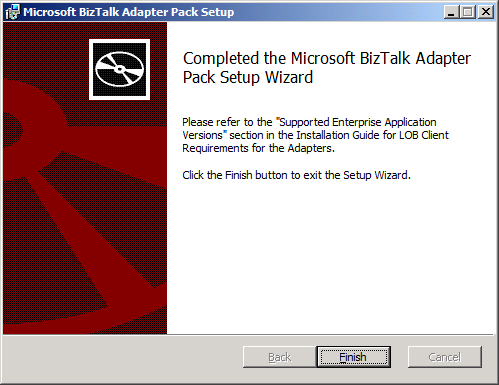 Microsoft BizTalk Adapter Pack Setup
Completed the Microsoft BizTalk Adapter
Pack Setup Wizard
Please refer to the "Supported Enterprise Application
Versions" section in the Installation Guide for LOB Client
Requirements for the Adapters.
Click the Finish button to exit the Setup Wizard.
Back
Finish
Cancel